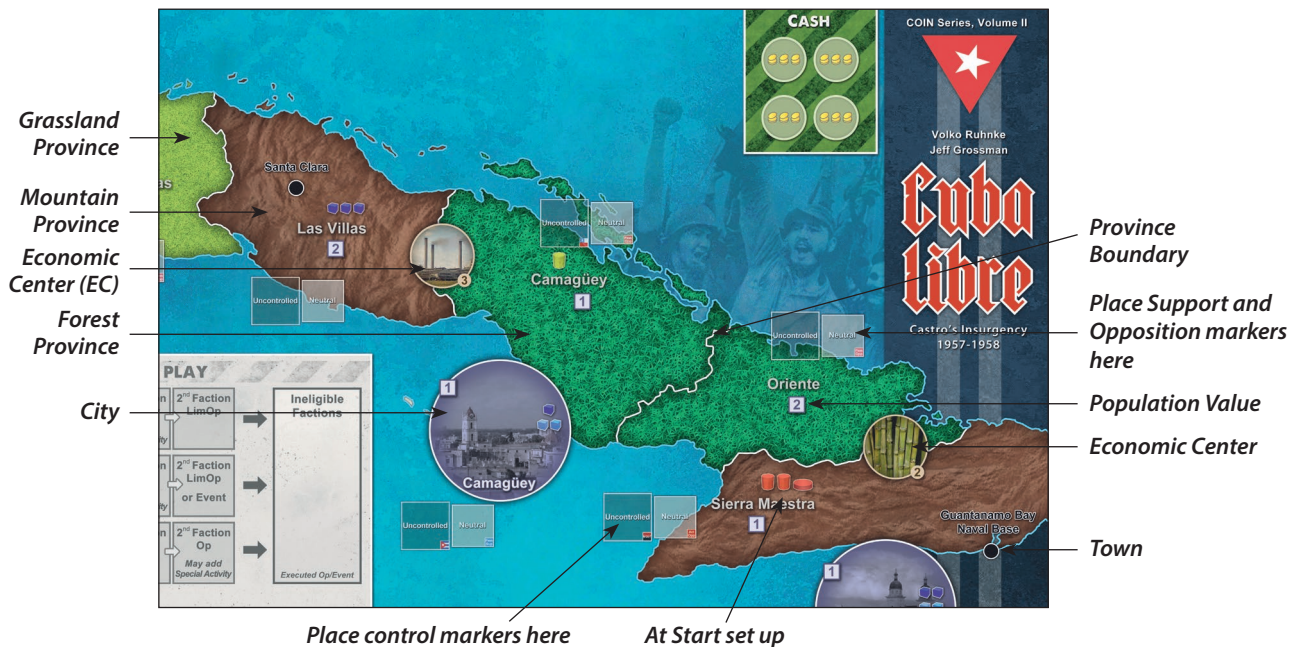 Grassland
Province
Mountain
Province
Economic
Center (EC)
Forest
Province
City
as
Santa Clara
Las Villas
2
3
Uncontrolled
Neutral
Uncontrolled
Neutral
Camagüey
1
CASH
COIN Series, Volume II
Volko Ruhnke
Jeff Grossman
Cuba
libre
Castro's Insurgency
1957-1958
Uncontrolled
Neutral
Oriente
2
2
Sierra Maestra
1
Uncontrolled
Neutral
Guantanamo Bay
Naval Base
1
1
Camagüey
Uncontrolled
Neutral
PLAY
2nd Faction
LimOp
2nd Faction
LimOp
or Event
2nd Faction
Op
May add
Special Activity
Ineligible
Factions
Executed Op/Event
Province
Boundary
Place Support and
Opposition markers
here
Population Value
Economic Center
Town
Place control markers here
At Start set up